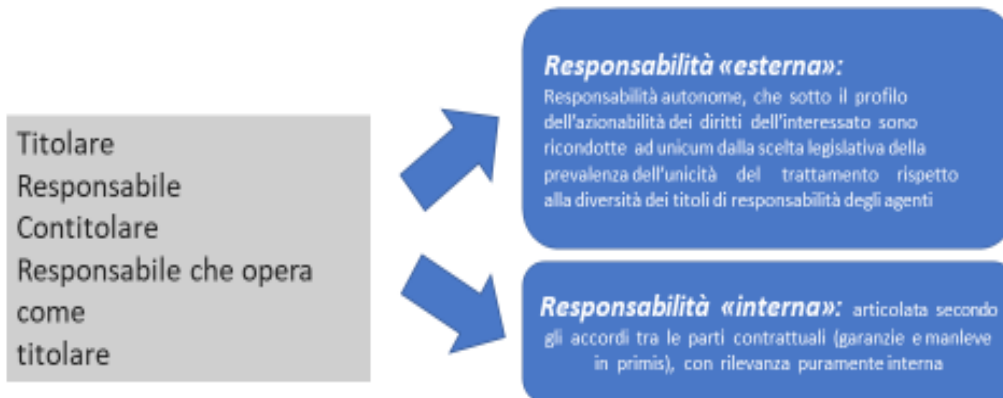 Titolare
Responsabile
Contitolare
Responsabile che opera
come
titolare
Responsabilità «esterna»:
Responsabilità autonome, che sotto il profilo
dell'azionabilità dei diritti dell'interessato sono
ricondotte ad unicum dalla scelta legislativa della
prevalenza dell'unicità del trattamento rispetto
alla diversità dei titoli di responsabilità degli agenti
Responsabilità «interna»: articolata secondo
gli accordi tra le parti contrattuali (garanzie e manleve
in primis), con rilevanza puramente interna